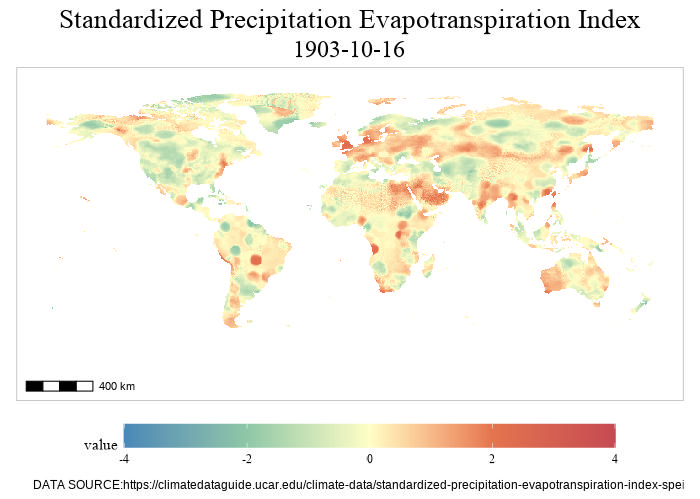 Standardized Precipitation Evapotranspiration Index
1903-10-16
400 km
value
-4 -2 0 2 4
DATA SOURCE:https://climatedataguide.ucar.edu/climate-data/standardized-precipitation-evapotranspiration-index-spei